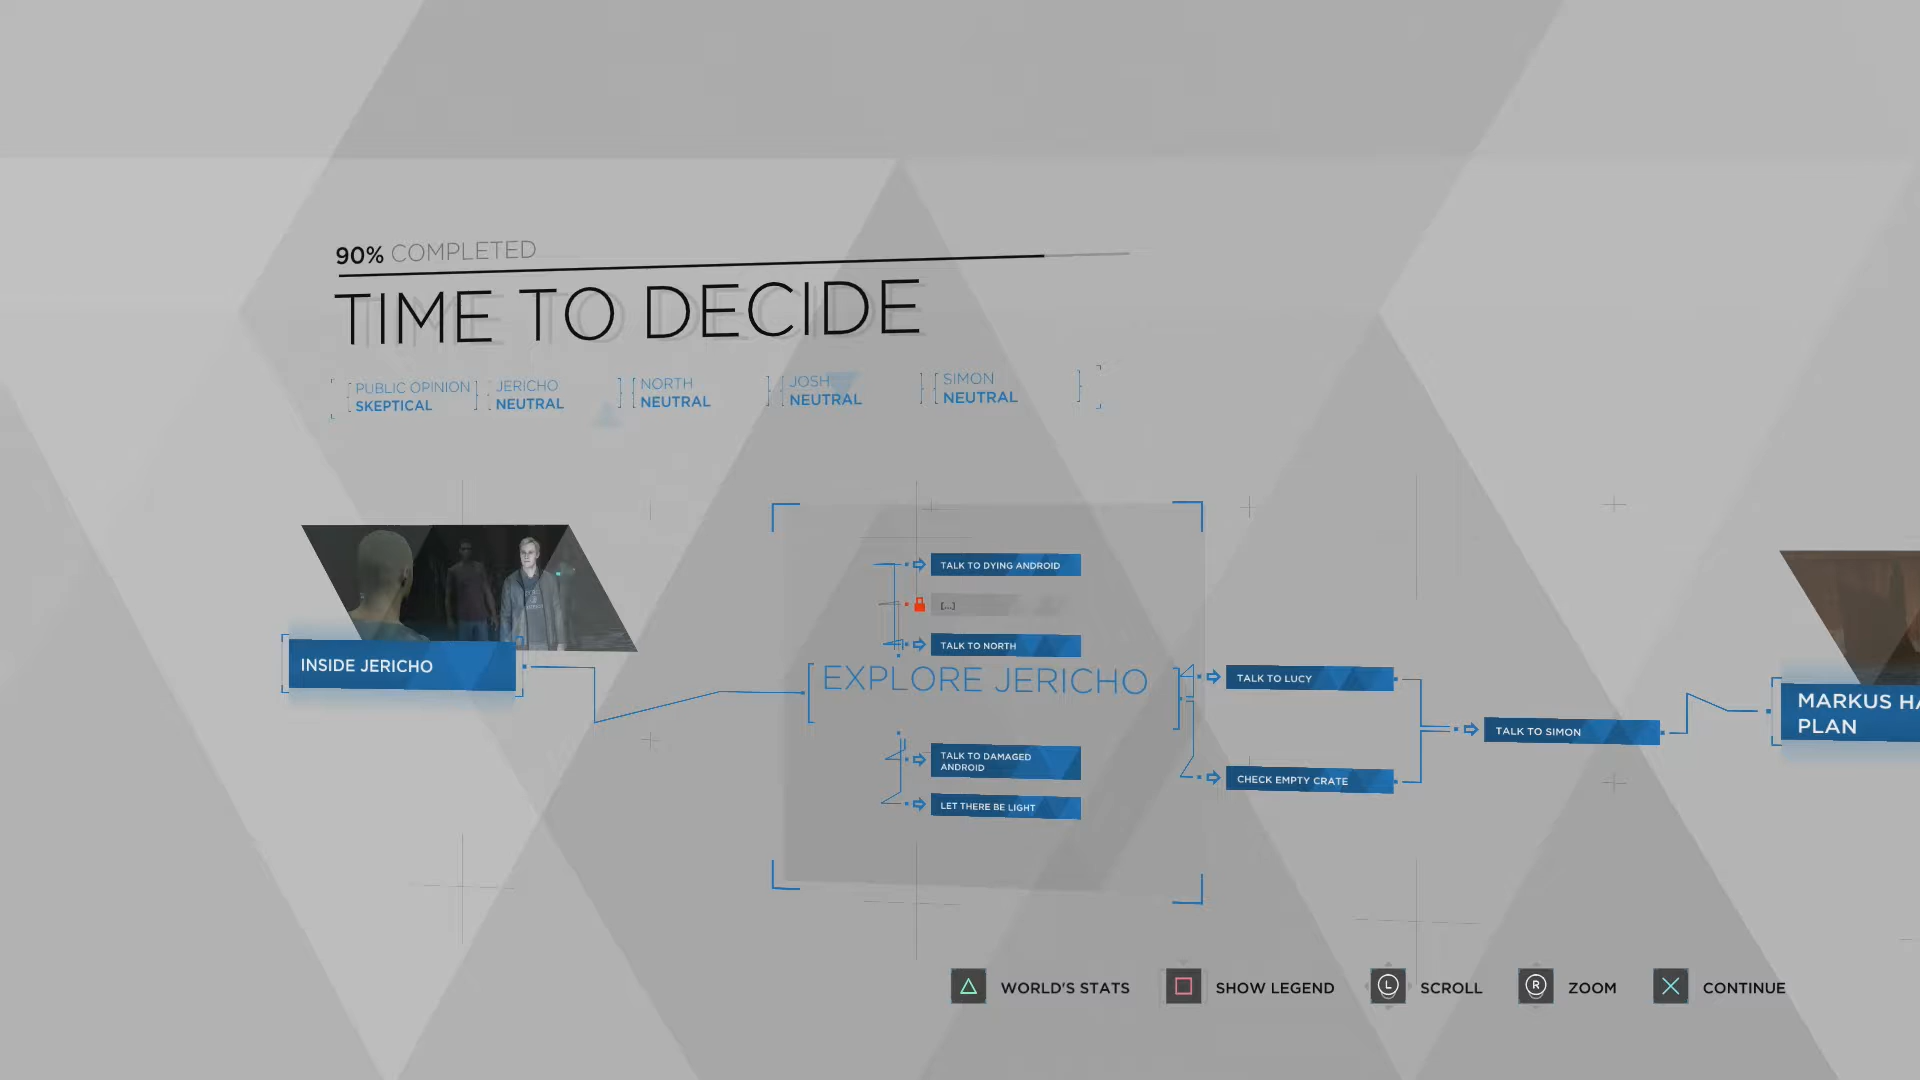 90% COMPLETED
TIME TO DECIDE
PUBLIC OPINION
SKEPTICAL
JERICHO
NEUTRAL
NORTH
NEUTRAL
JOSH
NEUTRAL
SIMON
NEUTRAL
TALK TO DYING ANDROID
[...]
TALK TO NORTH
INSIDE JERICHO
EXPLORE JERICHO
TALK TO LUCY
MARKUS HA
PLAN
TALK TO SIMON
TALK TO DAMAGED
ANDROID
CHECK EMPTY CRATE
LET THERE BE LIGHT
WORLD'S STATS
SHOW LEGEND
L
SCROLL
R
ZOOM
CONTINUE